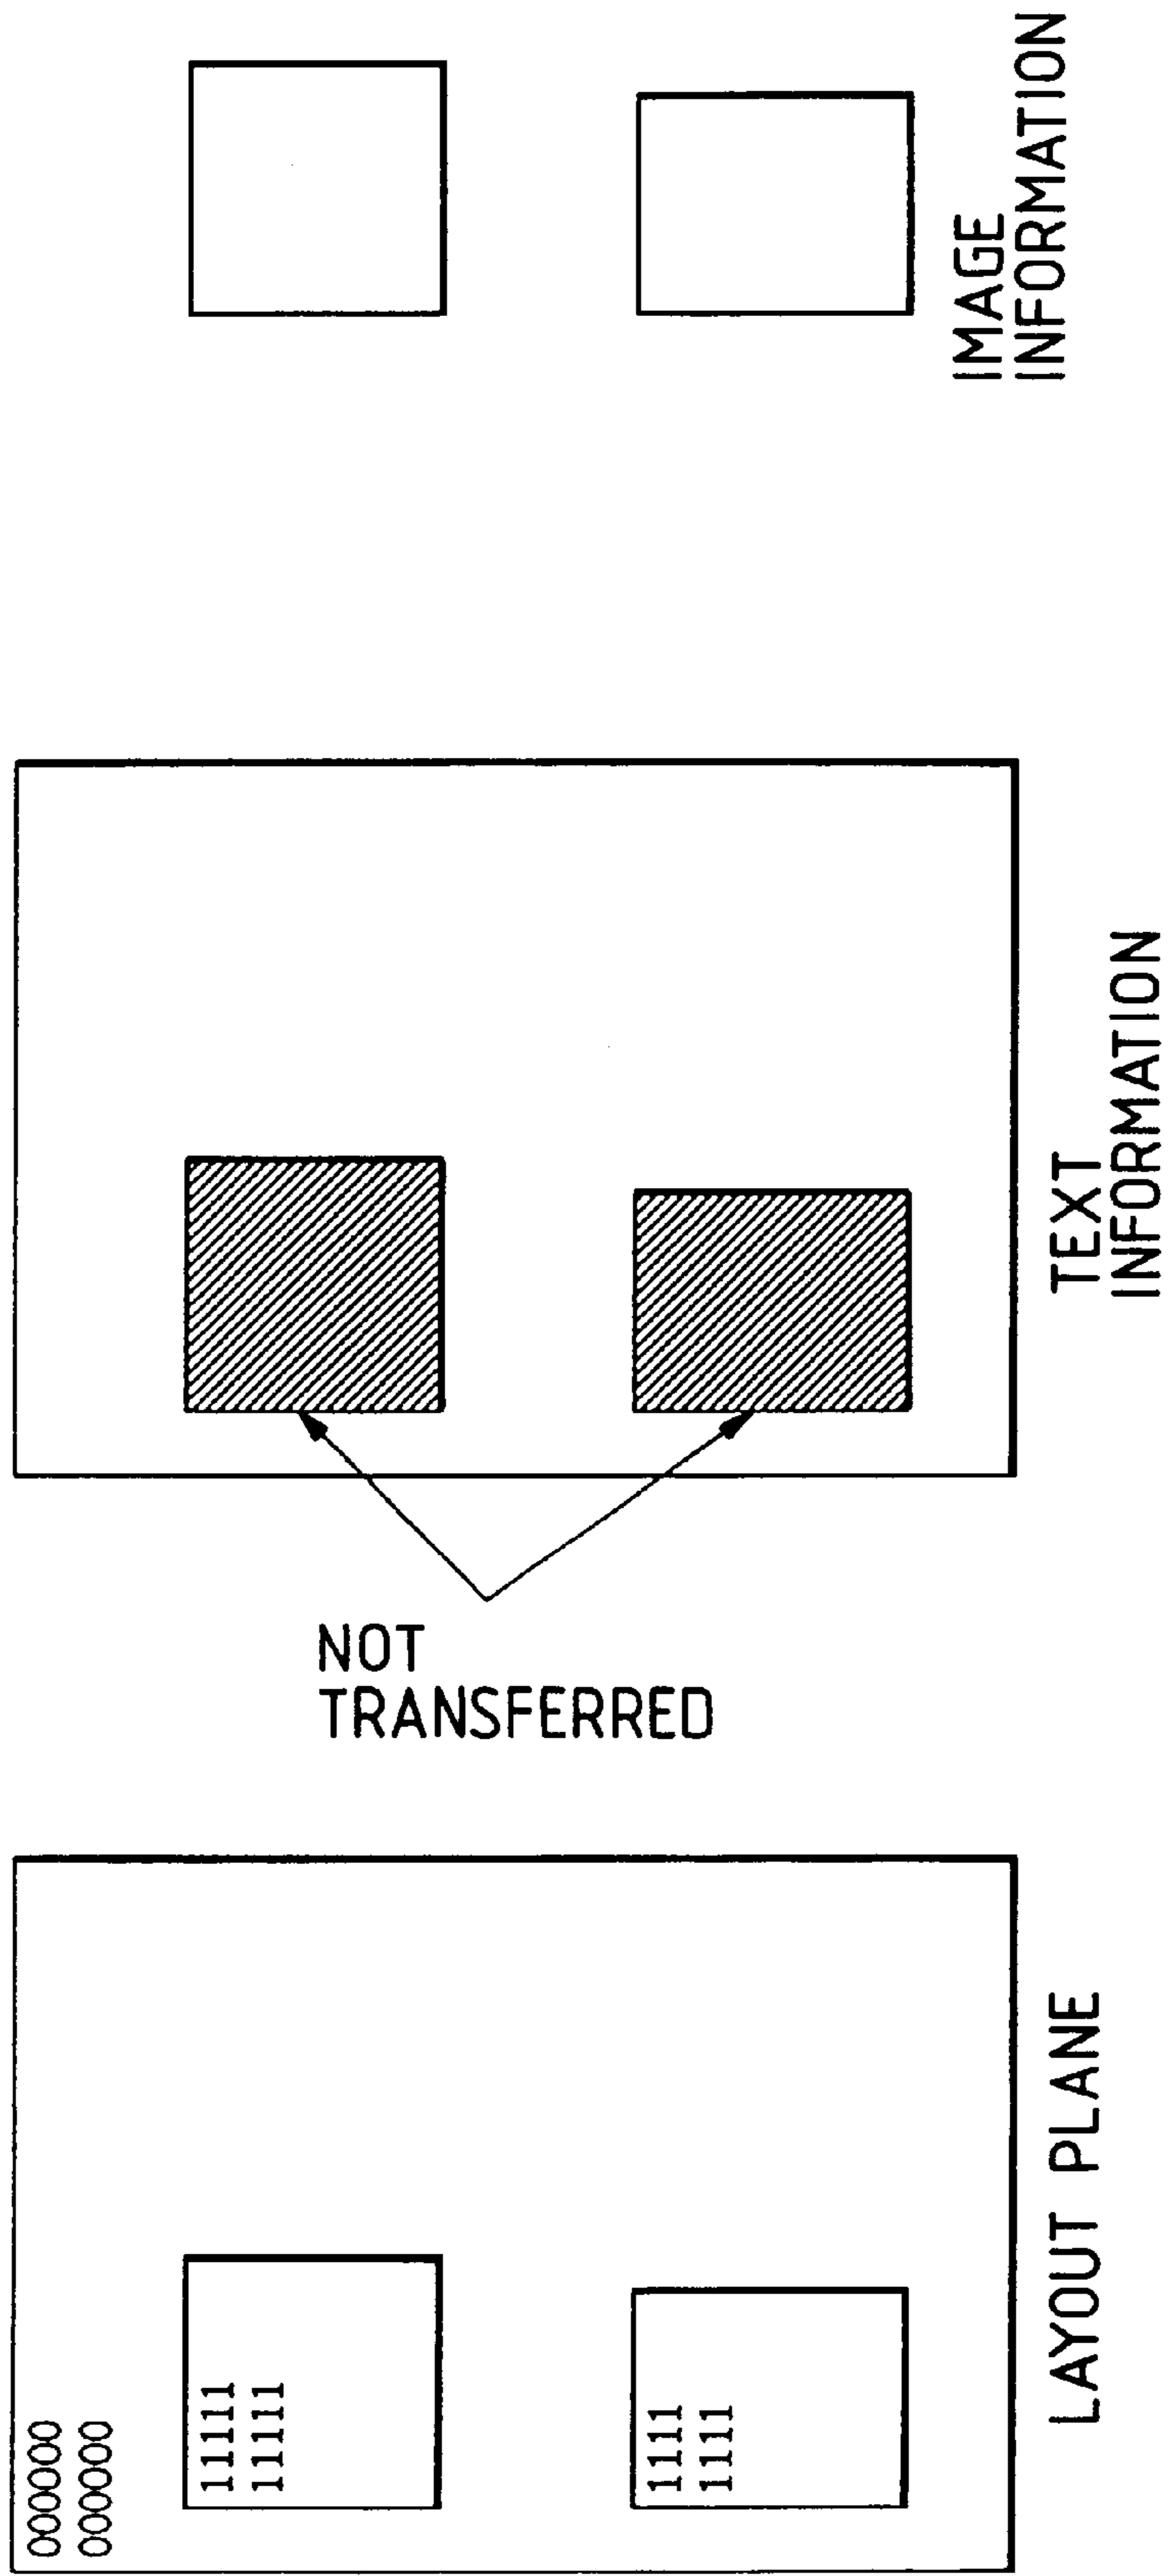 000000
000000
11111
11111
1111
1111
LAYOUT PLANE
NOT
TRANSFERRED
TEXT
INFORMATION
IMAGE
INFORMATION